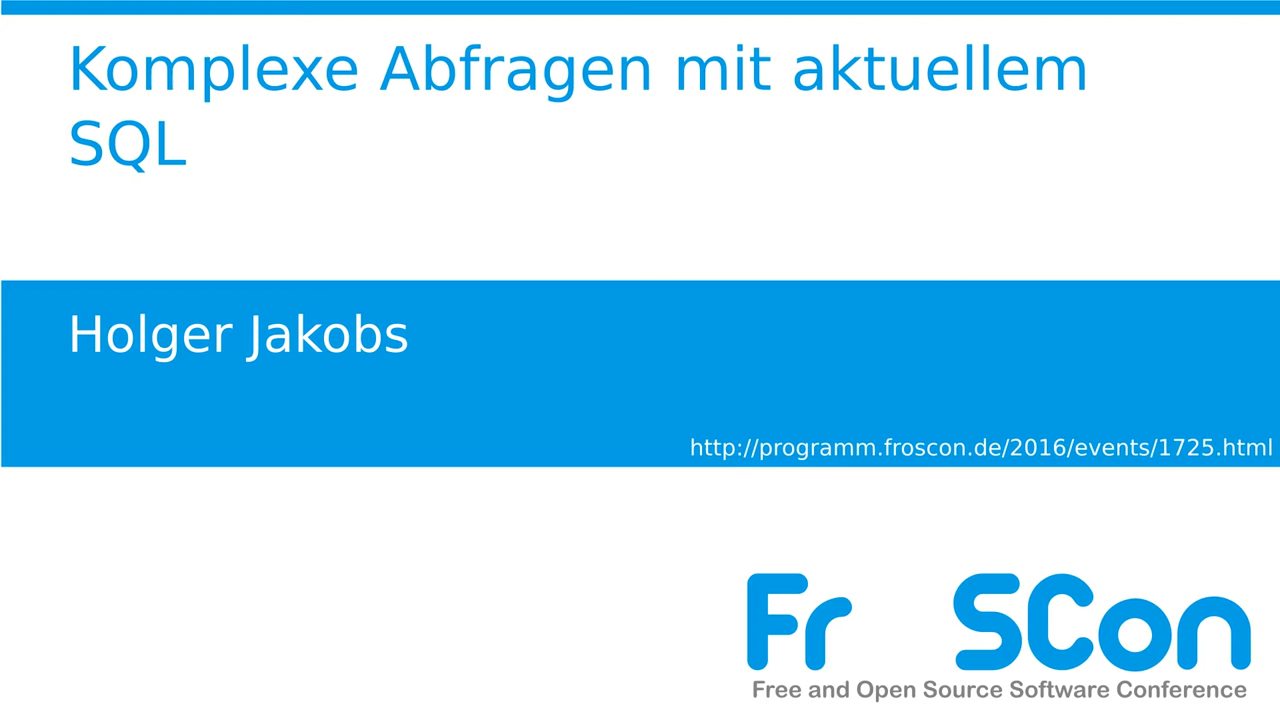 Komplexe Abfragen mit aktuellem
SQL
Holger Jakobs
http://programm.froscon.de/2016/events/1725.html
Fr SCon
Free and Open Source Software Conference